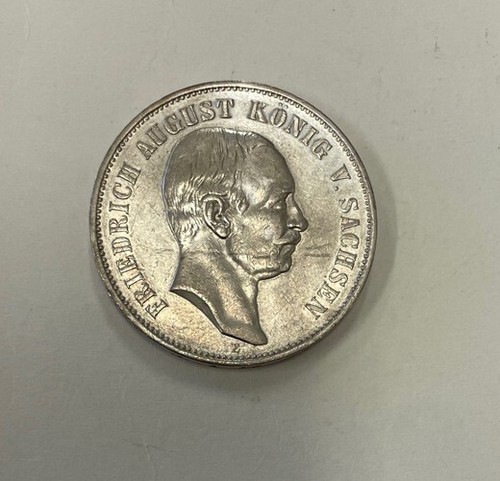 FRIEDRICH AUGUST KÖNIG V. SACHSEN
E